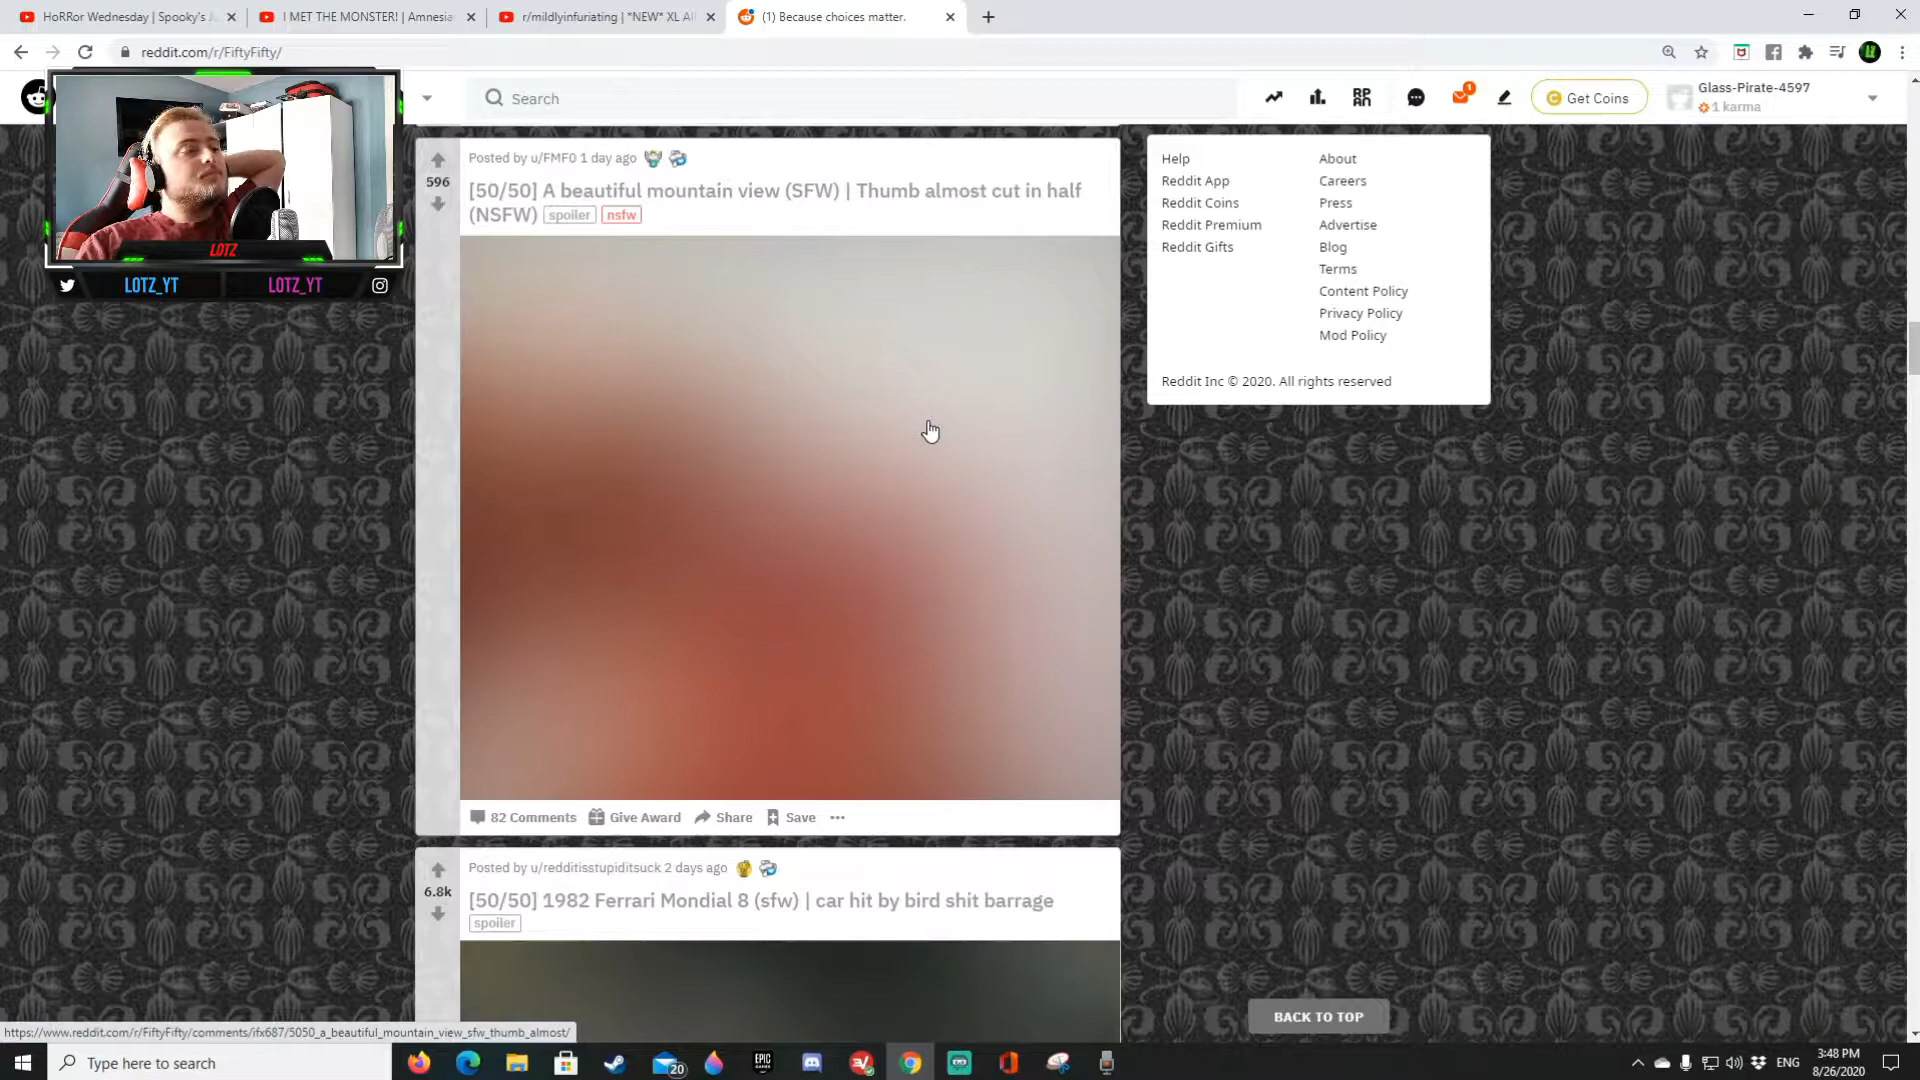 HoRRor Wednesday | Spooky's J
I MET THE MONSTER! | Amnesia
r/mildlyinfuriating | *NEW* XL All
(1) Because choices matter.
reddit.com/r/FiftyFifty/
Search
1
Get Coins
Glass-Pirate-4597
1 karma
LOTZ
LOTZ_YT
LOTZ_YT
596
Posted by u/FMF0 1 day ago
[50/50] A beautiful mountain view (SFW) | Thumb almost cut in half
(NSFW) spoiler nsfw
82 Comments Give Award Share Save
6.8k
Posted by u/redditisstupiditsuck 2 days ago
[50/50] 1982 Ferrari Mondial 8 (sfw) | car hit by bird shit barrage
spoiler
Help About
Reddit App Careers
Reddit Coins Press
Reddit Premium Advertise
Reddit Gifts Blog
Terms
Content Policy
Privacy Policy
Mod Policy
Reddit Inc © 2020. All rights reserved
BACK TO TOP
https://www.reddit.com/r/FiftyFifty/comments/ifx687/5050_a_beautiful_mountain_view_sfw_thumb_almost/
Type here to search
20
EPIC
GAMES
ENG
3:48 PM
8/26/2020